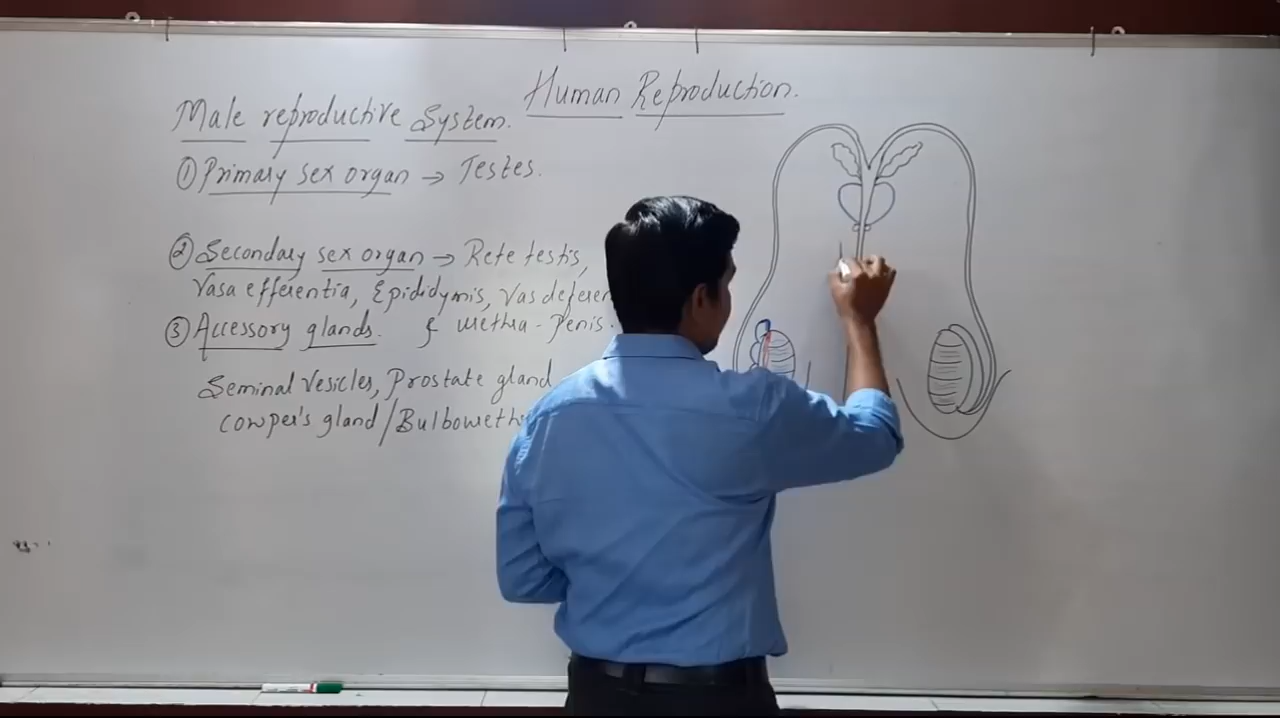 Human Reproduction.
Male reproductive System.
① Primary sex organ → Testes.
② Secondary sex organ → Rete testis,
Vasa efferentia, Epididymis, Vas deferen
③ Accessory glands. & urethra - Penis.
Seminal Vesicles, Prostate gland
Cowper's gland/Bulbourethr